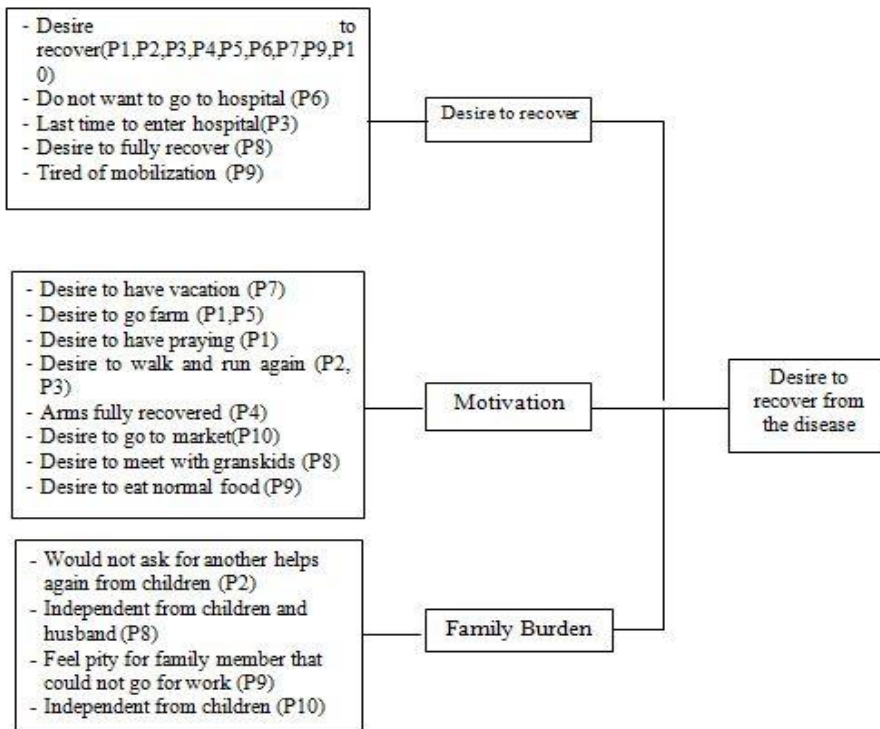 - Desire to
recover(P1,P2,P3,P4,P5,P6,P7,P9,P1
0)
- Do not want to go to hospital (P6)
- Last time to enter hospital(P3)
- Desire to fully recover (P8)
- Tired of mobilization (P9)
Desire to recover
- Desire to have vacation (P7)
- Desire to go farm (P1,P5)
- Desire to have praying (P1)
- Desire to walk and run again (P2,
P3)
- Arms fully recovered (P4)
- Desire to go to market(P10)
- Desire to meet with granskids (P8)
- Desire to eat normal food (P9)
Motivation
Desire to
recover from
the disease
- Would not ask for another helps
again from children (P2)
- Independent from children and
husband (P8)
- Feel pity for family member that
could not go for work (P9)
- Independent from children (P10)
Family Burden